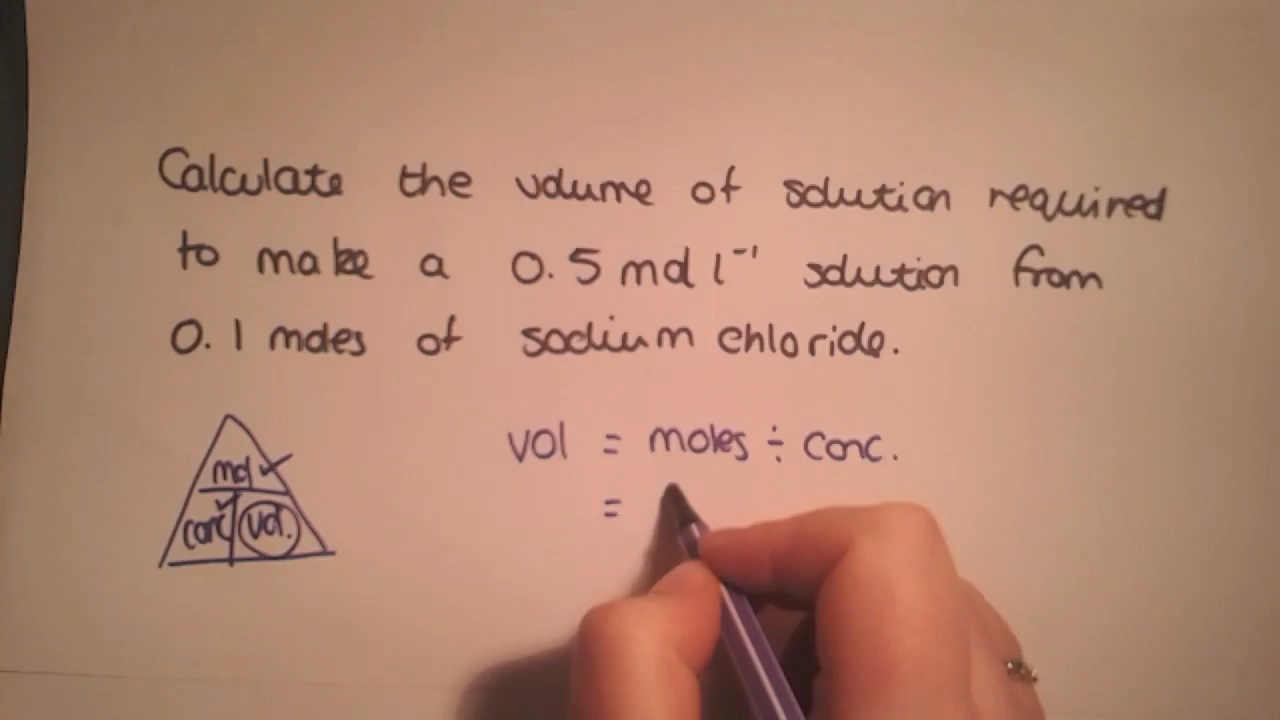 Calculate the volume of solution required
to make a 0.5 mol l⁻¹ solution from
0.1 moles of sodium chloride.
vol = moles ÷ conc.
=
mol ✓
conc ✓ vol.